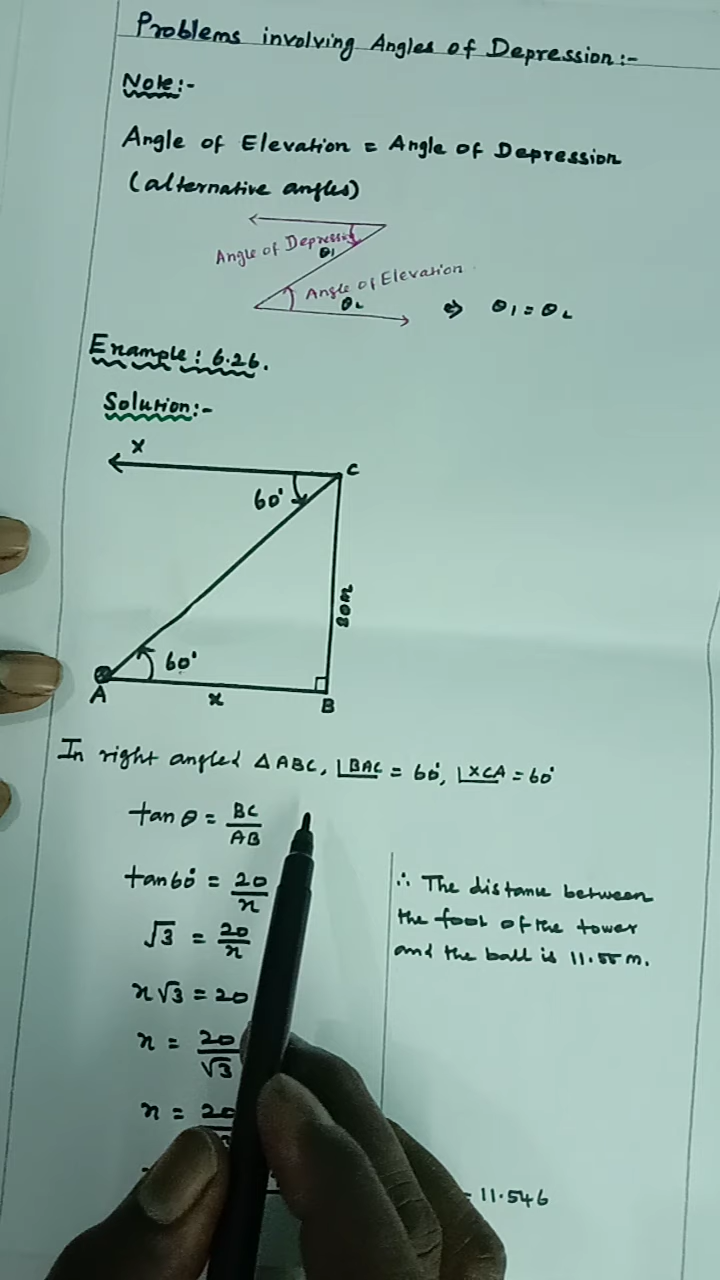 Problems involving Angles of Depression:-
Note:-
Angle of Elevation = Angle of Depression
(alternative angles)
Angle of Depression
θ1
Angle of Elevation
θ2
⇒ θ1 = θ2
Example: 6.26.
Solution:-
X
C
60°
20m
60°
A
x
B
In right angled △ABC, ∠BAC = 60°, ∠XCA = 60°
tan θ = BC/AB
tan 60° = 20/x
√3 = 20/x
x√3 = 20
x = 20/√3
x = 20
∴ The distance between
the foot of the tower
and the ball is 11.55 m.
= 11.546